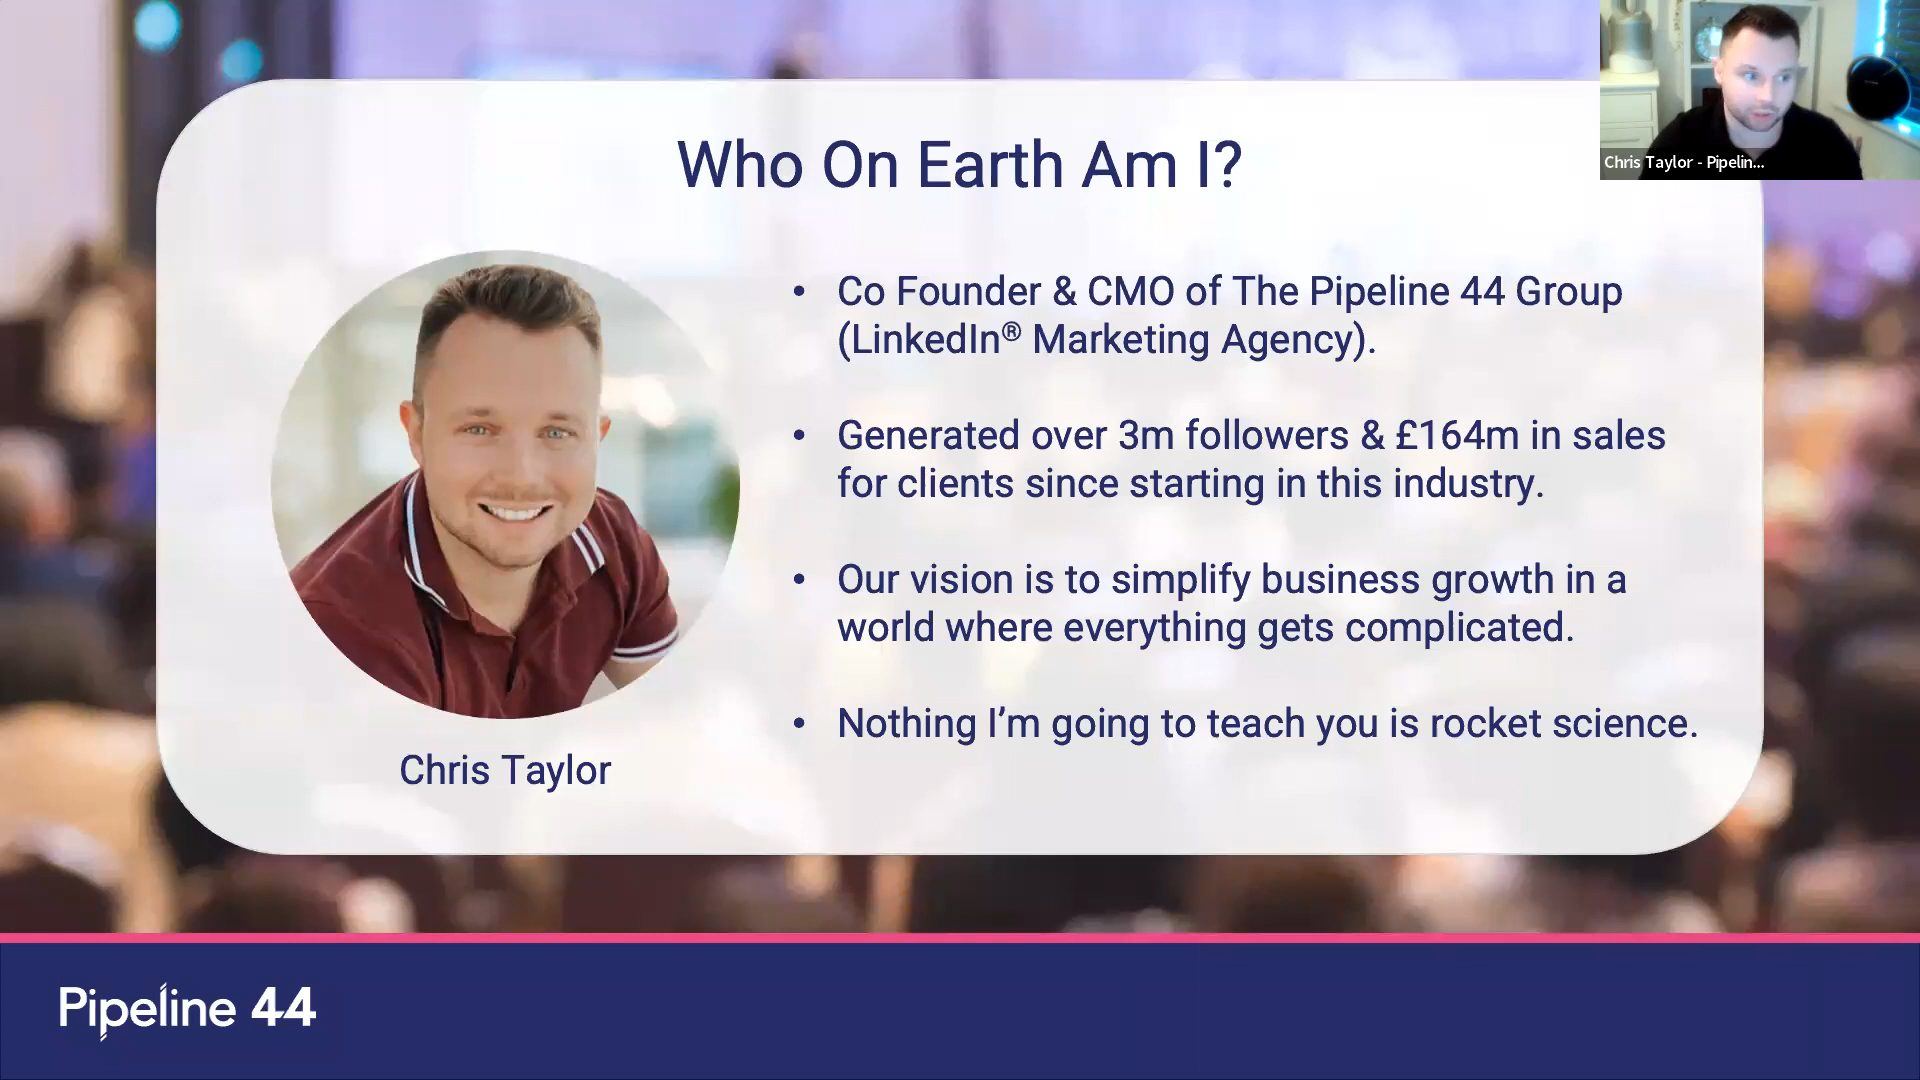 Who On Earth Am I?
Chris Taylor - Pipelin...
• Co Founder & CMO of The Pipeline 44 Group
(LinkedIn® Marketing Agency).
• Generated over 3m followers & £164m in sales
for clients since starting in this industry.
• Our vision is to simplify business growth in a
world where everything gets complicated.
• Nothing I’m going to teach you is rocket science.
Chris Taylor
Pipeline 44